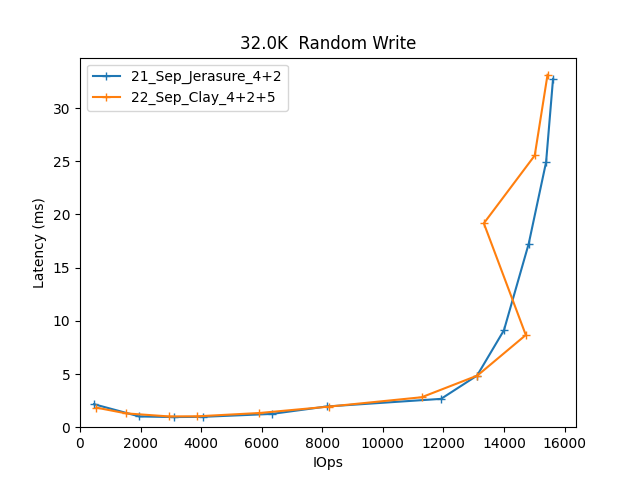 32.0K  Random Write
21_Sep_Jerasure_4+2
22_Sep_Clay_4+2+5
Latency (ms)
30
25
20
15
10
5
0
0 2000 4000 6000 8000 10000 12000 14000 16000
IOps